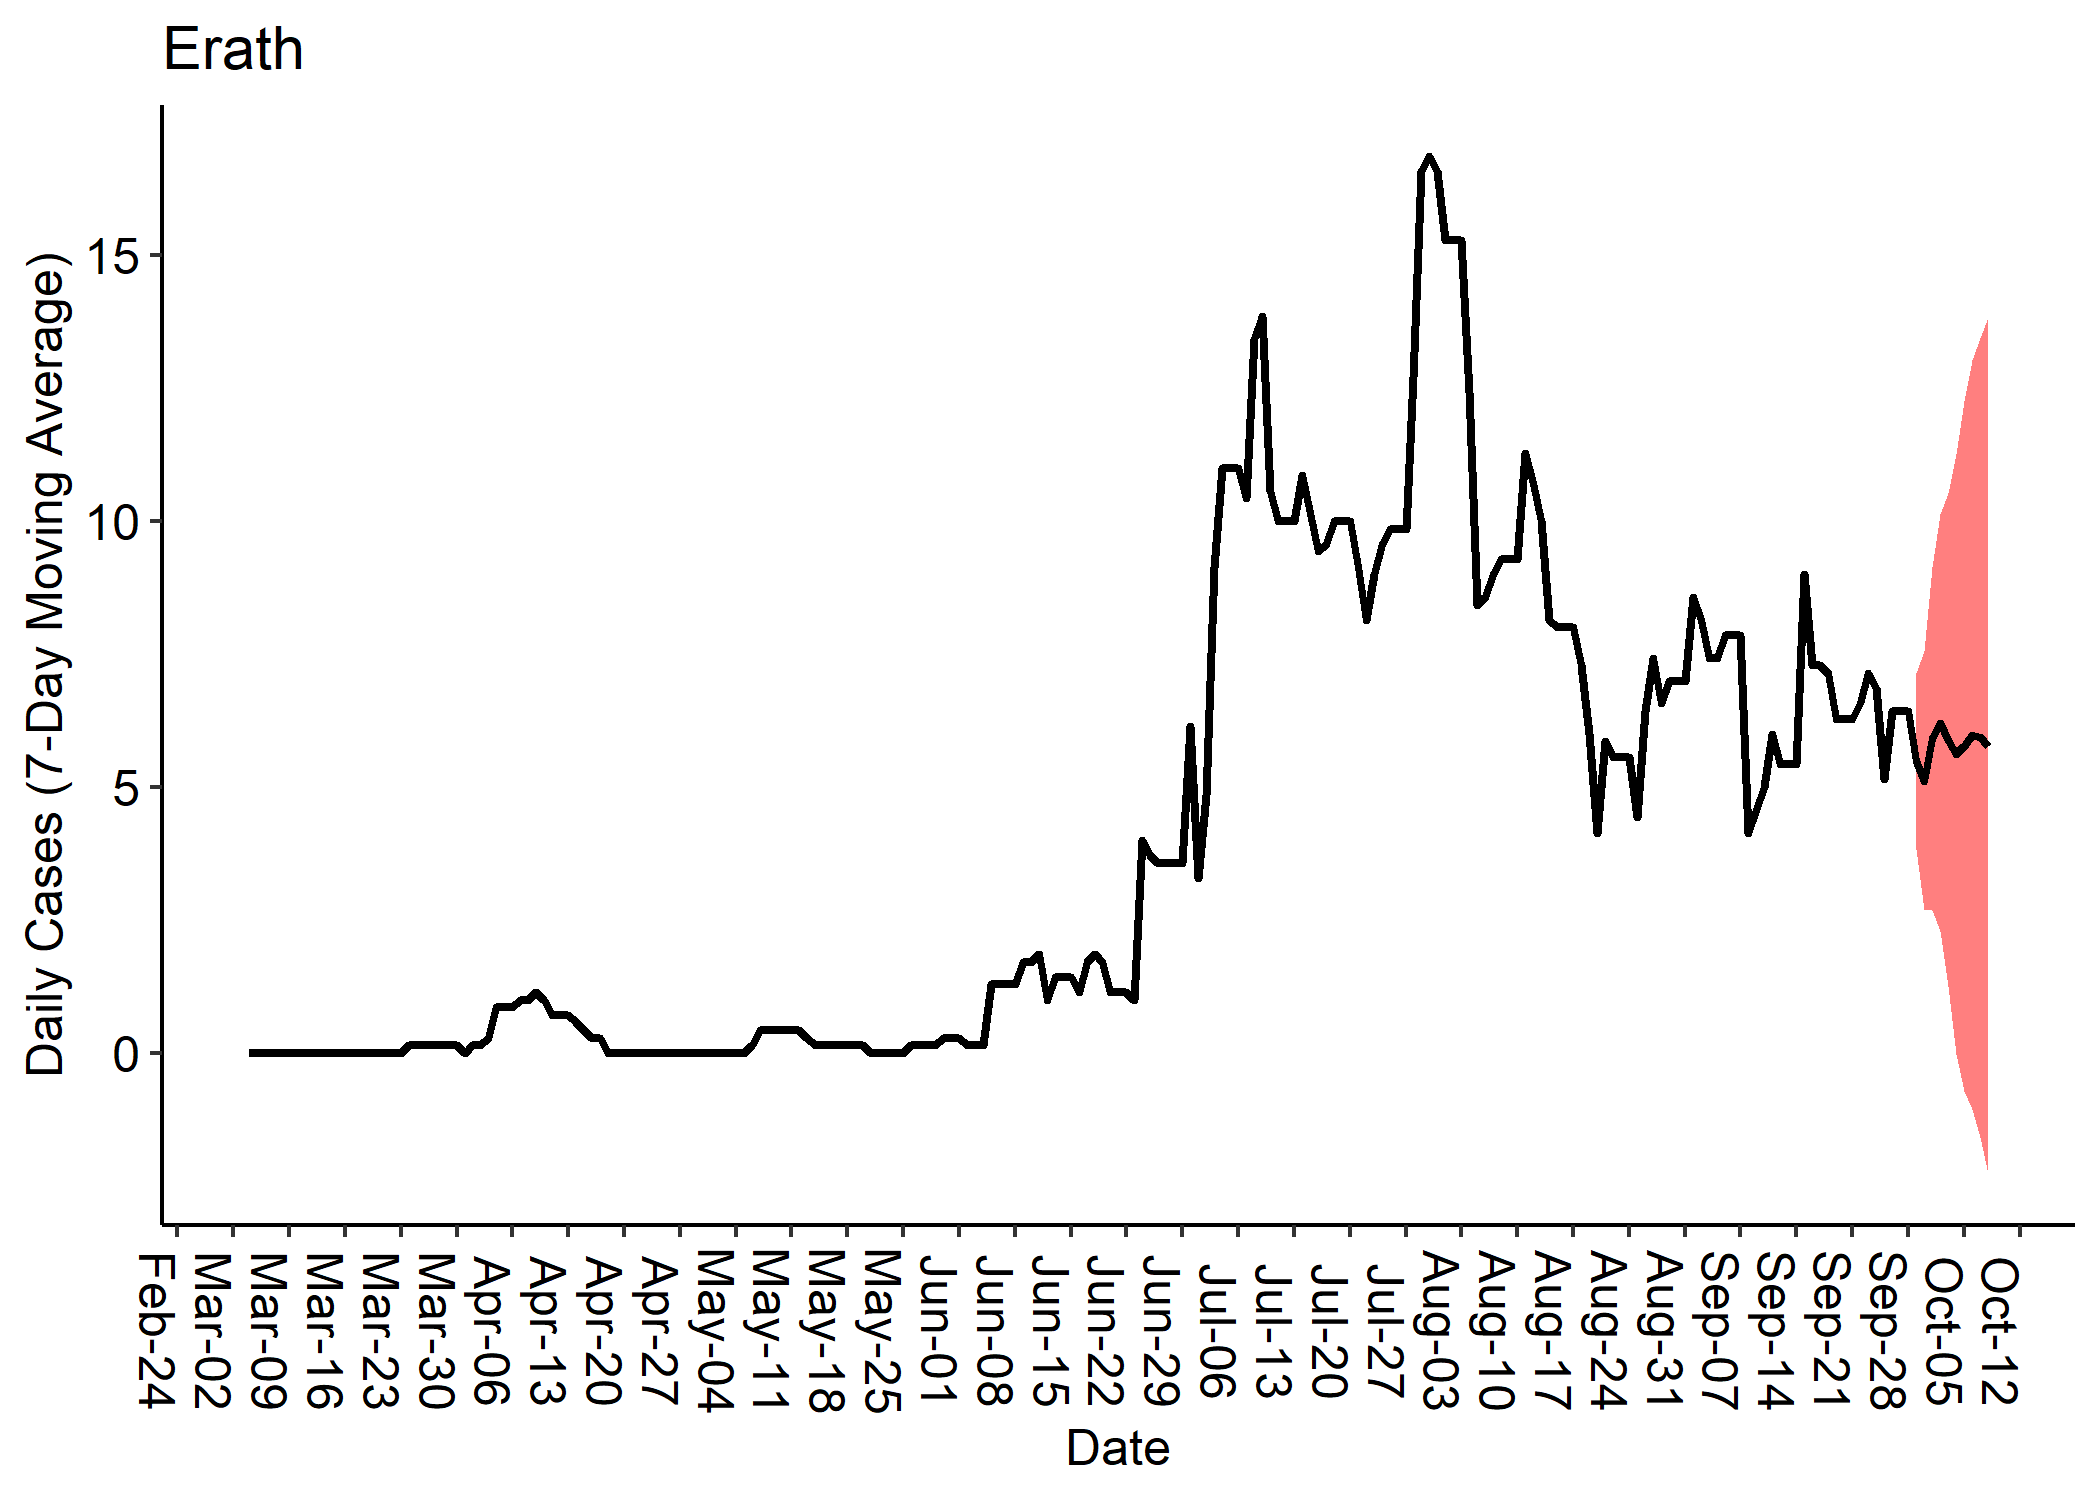 Erath
Daily Cases (7-Day Moving Average)
15
10
5
0
Feb-24
Mar-02
Mar-09
Mar-16
Mar-23
Mar-30
Apr-06
Apr-13
Apr-20
Apr-27
May-04
May-11
May-18
May-25
Jun-01
Jun-08
Jun-15
Jun-22
Jun-29
Jul-06
Jul-13
Jul-20
Jul-27
Aug-03
Aug-10
Aug-17
Aug-24
Aug-31
Sep-07
Sep-14
Sep-21
Sep-28
Oct-05
Oct-12
Date